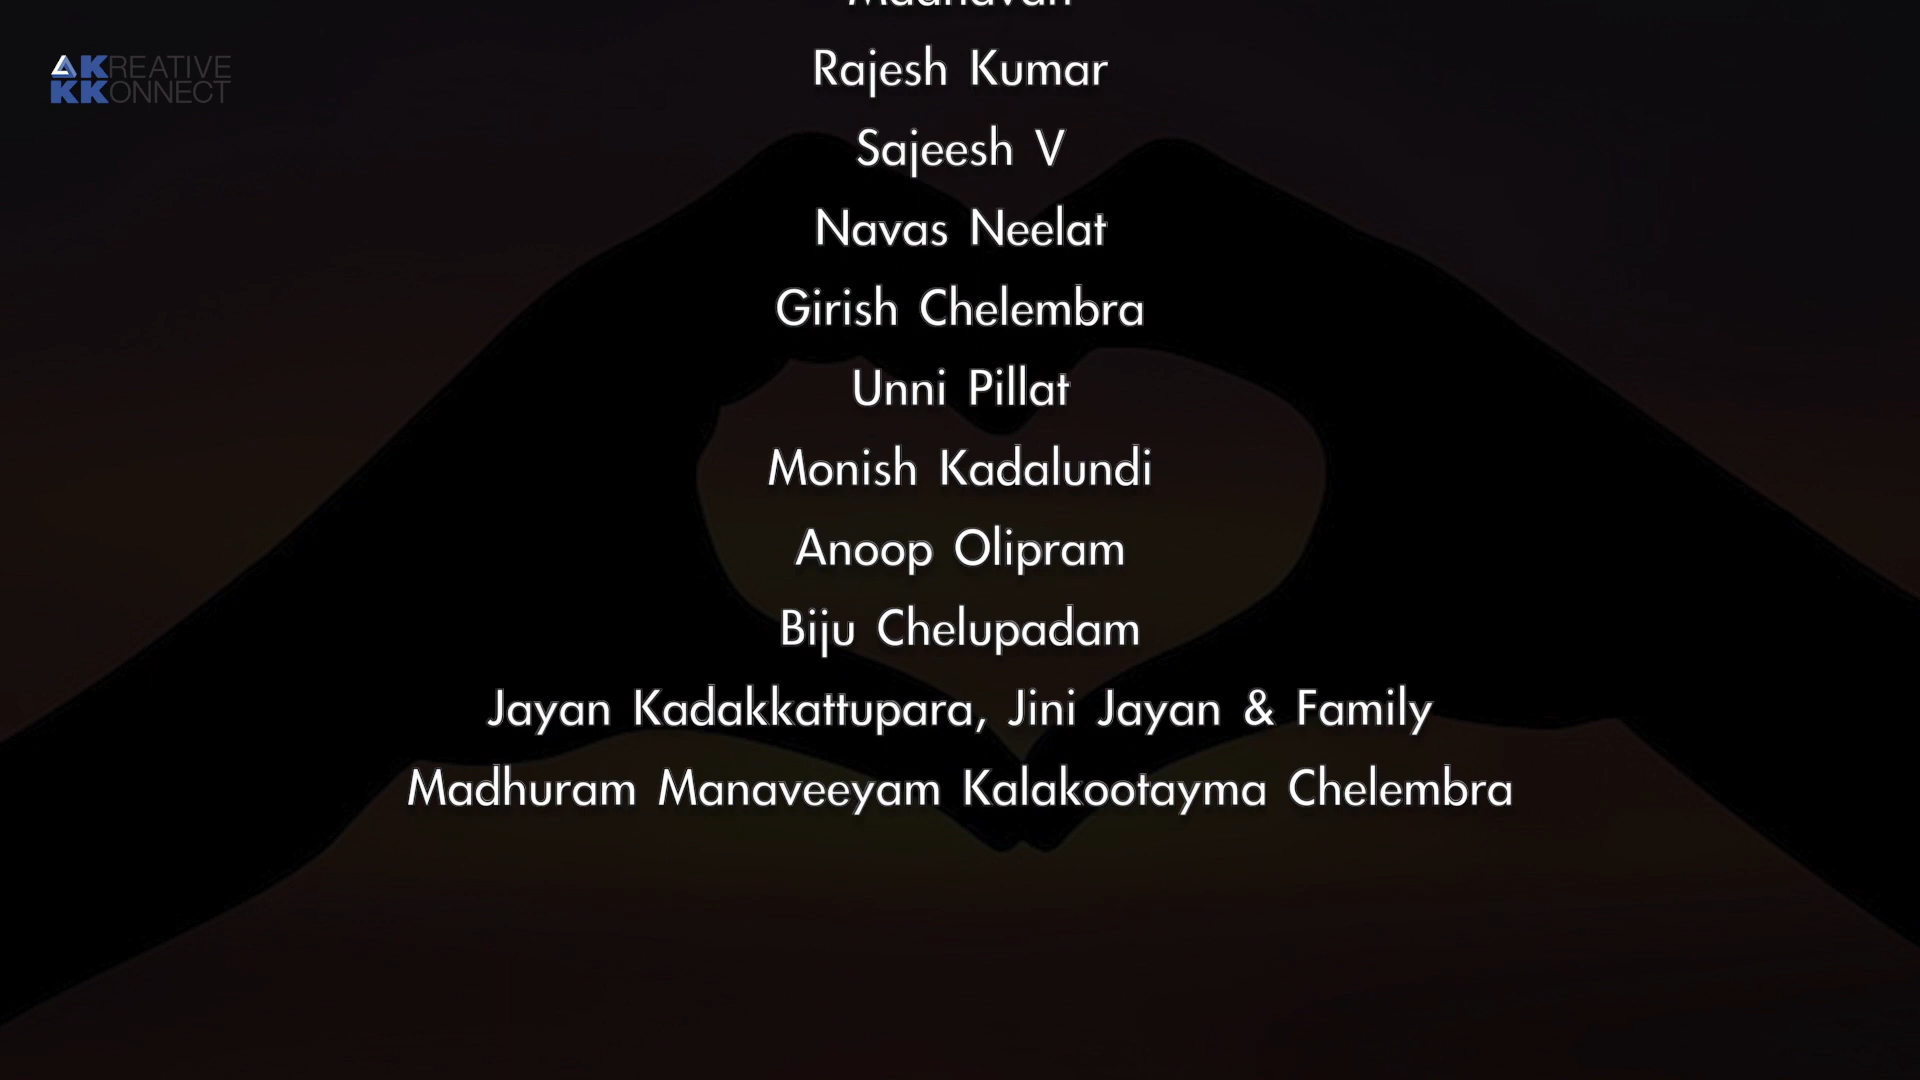 KREATIVE
KKONNECT
Rajesh Kumar
Sajeesh V
Navas Neelat
Girish Chelembra
Unni Pillat
Monish Kadalundi
Anoop Olipram
Biju Chelupadam
Jayan Kadakkattupara, Jini Jayan & Family
Madhuram Manaveeyam Kalakootayma Chelembra